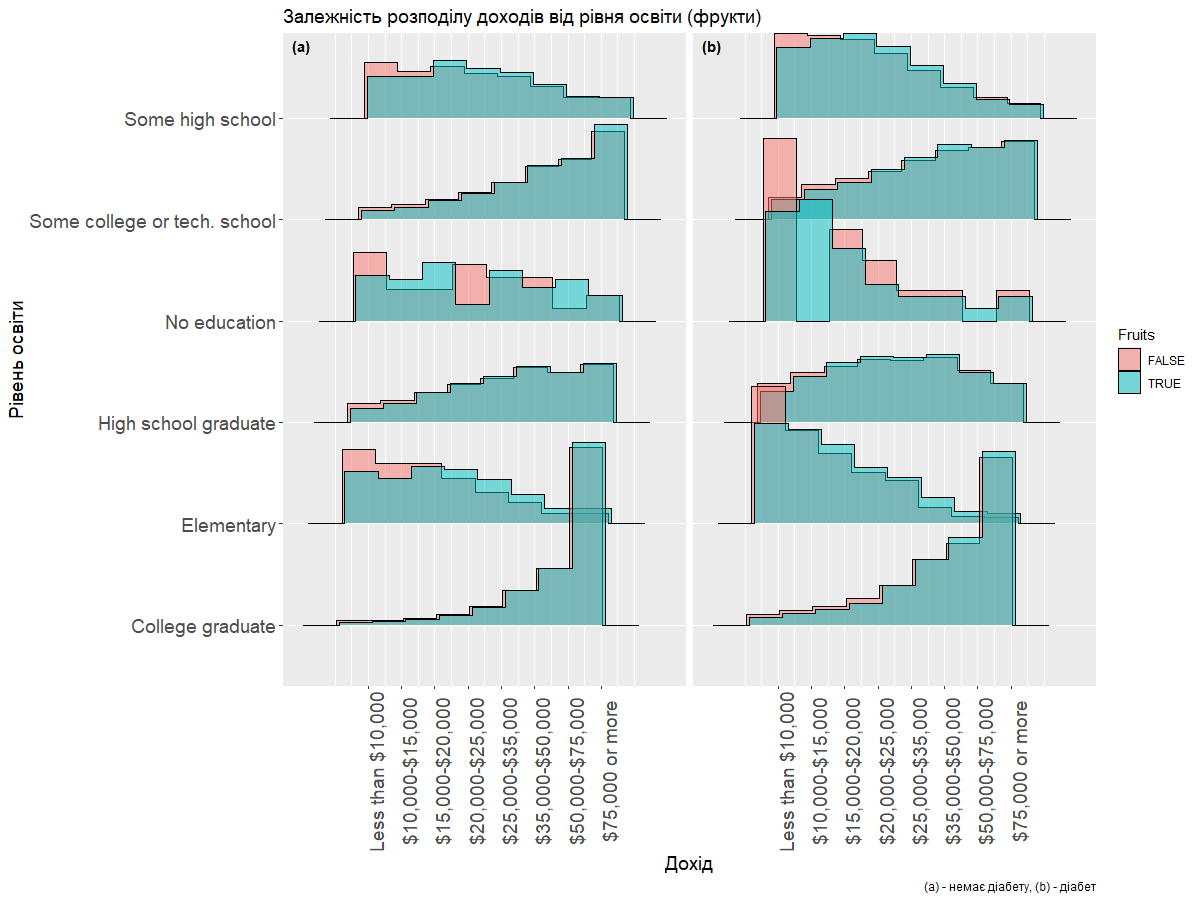 Залежність розподілу доходів від рівня освіти (фрукти)
(a)
(b)
Some high school
Some college or tech. school
No education
High school graduate
Elementary
College graduate
Рівень освіти
Less than $10,000
$10,000-$15,000
$15,000-$20,000
$20,000-$25,000
$25,000-$35,000
$35,000-$50,000
$50,000-$75,000
$75,000 or more
Less than $10,000
$10,000-$15,000
$15,000-$20,000
$20,000-$25,000
$25,000-$35,000
$35,000-$50,000
$50,000-$75,000
$75,000 or more
Дохід
Fruits
FALSE
TRUE
(a) - немає діабету, (b) - діабет